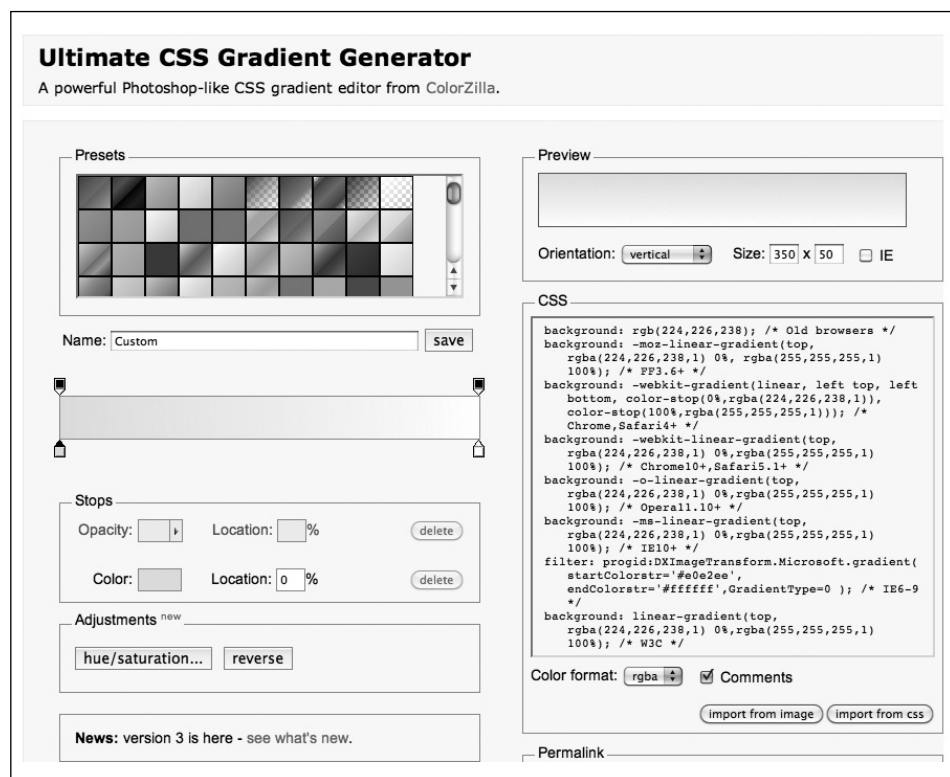 Ultimate CSS Gradient Generator
A powerful Photoshop-like CSS gradient editor from ColorZilla.
Presets
Name: Custom save
Stops
Opacity: Location: %
delete
Color: Location: 0 %
delete
Adjustments new
hue/saturation... reverse
News: version 3 is here - see what's new.
Preview
Orientation: vertical Size: 350 x 50 IE
CSS
background: rgb(224,226,238); /* Old browsers */
background: -moz-linear-gradient(top,
rgba(224,226,238,1) 0%, rgba(255,255,255,1)
100%); /* FF3.6+ */
background: -webkit-gradient(linear, left top, left
bottom, color-stop(0%,rgba(224,226,238,1)),
color-stop(100%,rgba(255,255,255,1))); /*
Chrome,Safari4+ */
background: -webkit-linear-gradient(top,
rgba(224,226,238,1) 0%,rgba(255,255,255,1)
100%); /* Chrome10+,Safari5.1+ */
background: -o-linear-gradient(top,
rgba(224,226,238,1) 0%,rgba(255,255,255,1)
100%); /* Opera11.10+ */
background: -ms-linear-gradient(top,
rgba(224,226,238,1) 0%,rgba(255,255,255,1)
100%); /* IE10+ */
filter: progid:DXImageTransform.Microsoft.gradient(
startColorstr='#e0e2ee',
endColorstr='#ffffff',GradientType=0 ); /* IE6-9
*/
background: linear-gradient(top,
rgba(224,226,238,1) 0%,rgba(255,255,255,1)
100%); /* W3C */
Color format: rgba Comments
import from image import from css
Permalink